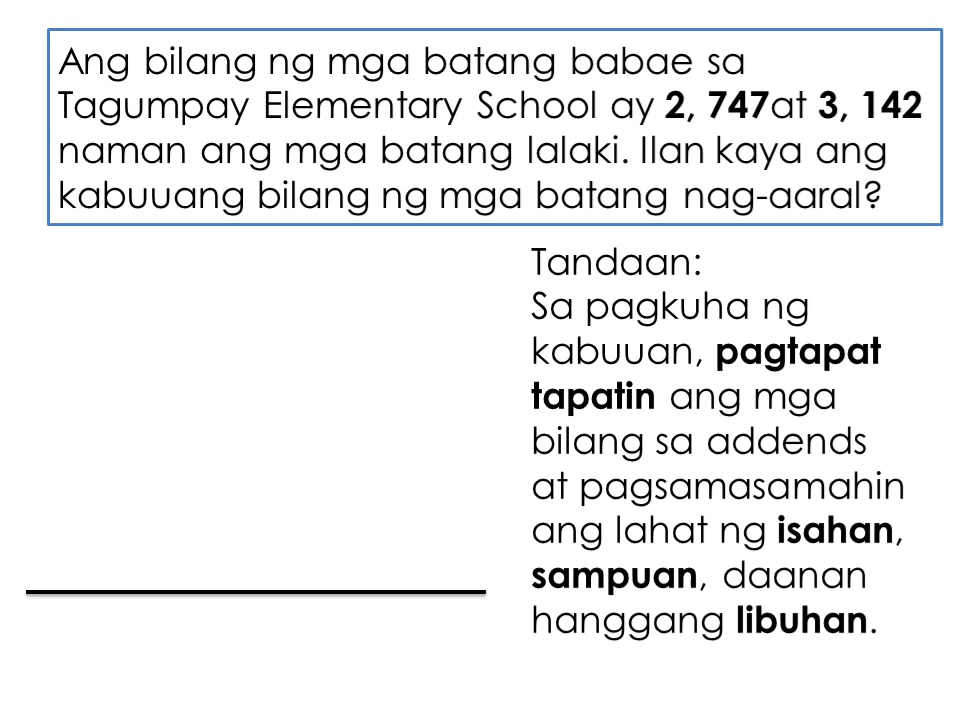 Ang bilang ng mga batang babae sa
Tagumpay Elementary School ay 2, 747at 3, 142
naman ang mga batang lalaki. Ilan kaya ang
kabuuang bilang ng mga batang nag-aaral?
Tandaan:
Sa pagkuha ng
kabuuan, pagtapat
tapatin ang mga
bilang sa addends
at pagsamasamahin
ang lahat ng isahan,
sampuan, daanan
hanggang libuhan.